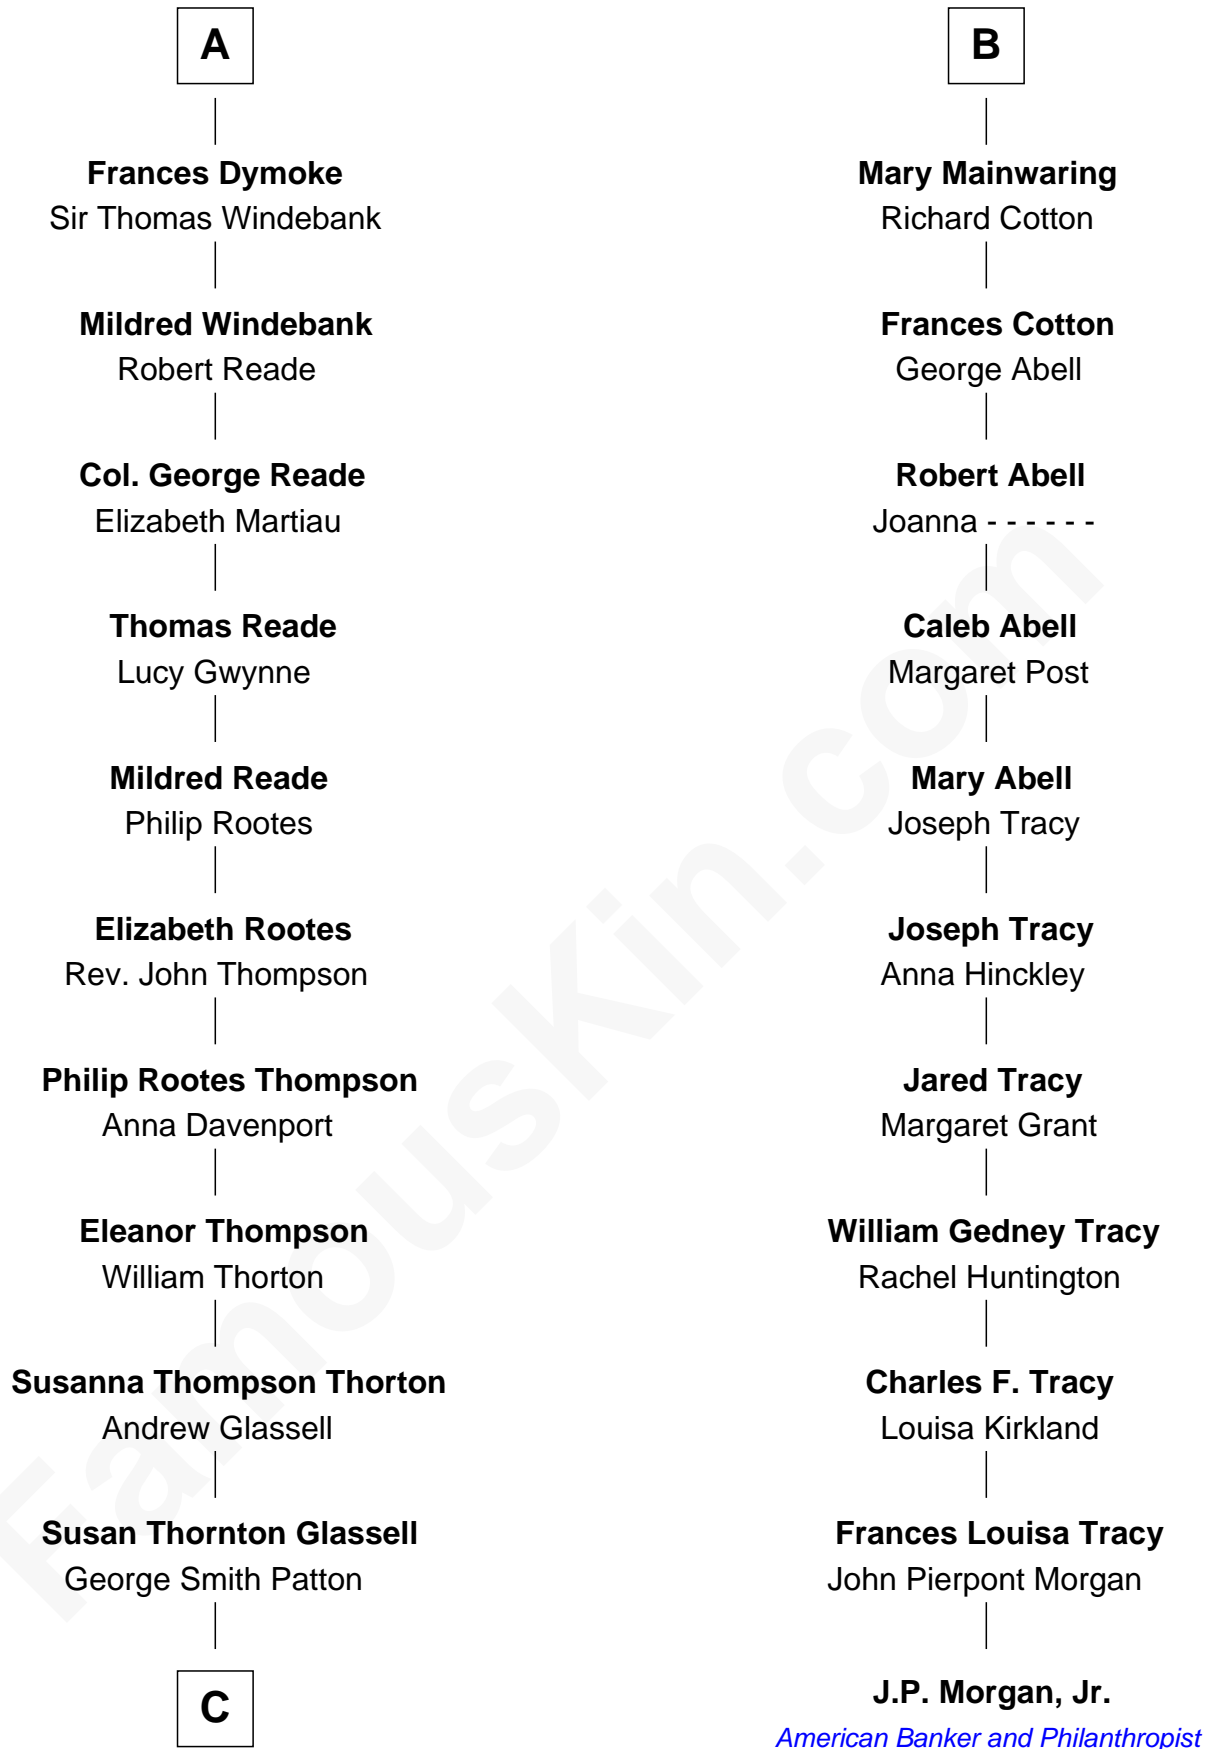 A
Frances Dymoke
Sir Thomas Windebank
Mildred Windebank
Robert Reade
Col. George Reade
Elizabeth Martiau
Thomas Reade
Lucy Gwynne
Mildred Reade
Philip Rootes
Elizabeth Rootes
Rev. John Thompson
Philip Rootes Thompson
Anna Davenport
Eleanor Thompson
William Thorton
Susanna Thompson Thorton
Andrew Glassell
Susan Thornton Glassell
George Smith Patton
C
B
Mary Mainwaring
Richard Cotton
Frances Cotton
George Abell
Robert Abell
Joanna - - - - - -
Caleb Abell
Margaret Post
Mary Abell
Joseph Tracy
Joseph Tracy
Anna Hinckley
Jared Tracy
Margaret Grant
William Gedney Tracy
Rachel Huntington
Charles F. Tracy
Louisa Kirkland
Frances Louisa Tracy
John Pierpont Morgan
J.P. Morgan, Jr.
American Banker and Philanthropist
FamousKin.com